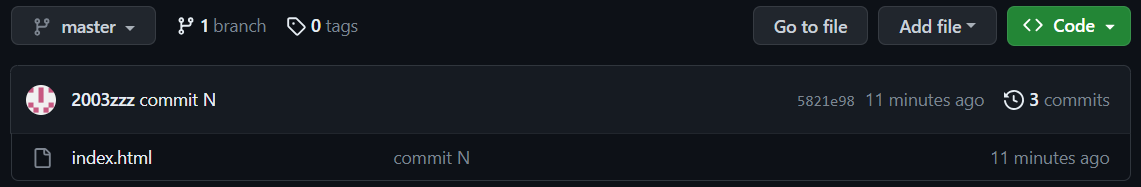 master 1 branch 0 tags Go to file Add file Code
2003zzz commit N 5821e98 11 minutes ago 3 commits
index.html commit N 11 minutes ago